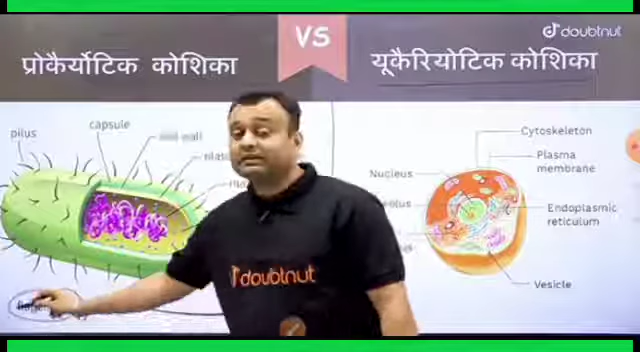 VS
doubtnut
प्रोकैर्योटिक कोशिका
यूकैरियोटिक कोशिका
pilus
capsule
Cytoskeleton
Plasma
membrane
Nucleus
Endoplasmic
reticulum
Vesicle
doubtnut